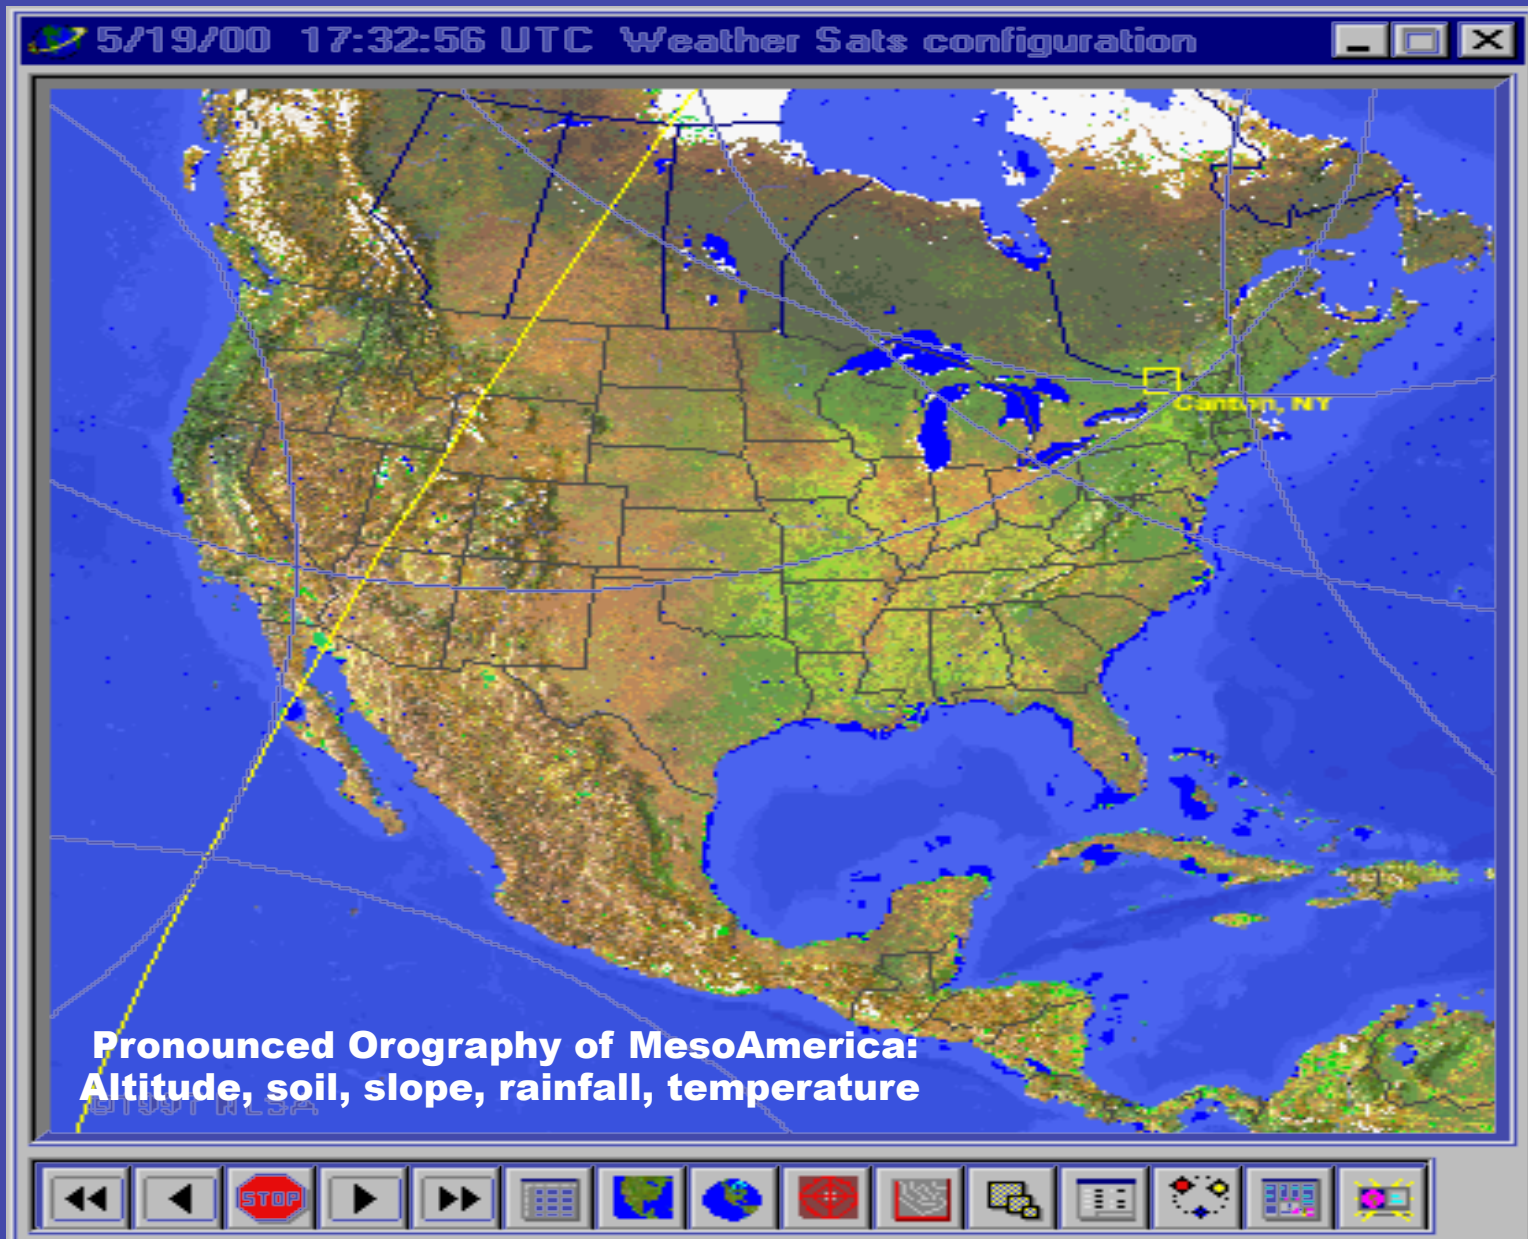 5/19/00 17:32:56 UTC Weather Sats configuration
Canton, NY
Pronounced Orography of MesoAmerica:
Altitude, soil, slope, rainfall, temperature
STOP